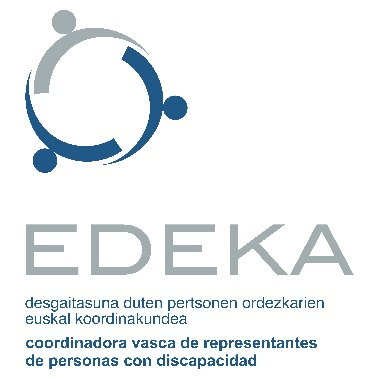 EDEKA
desgaitasuna duten pertsonen ordezkarien
euskal koordinakundea
coordinadora vasca de representantes
de personas con discapacidad